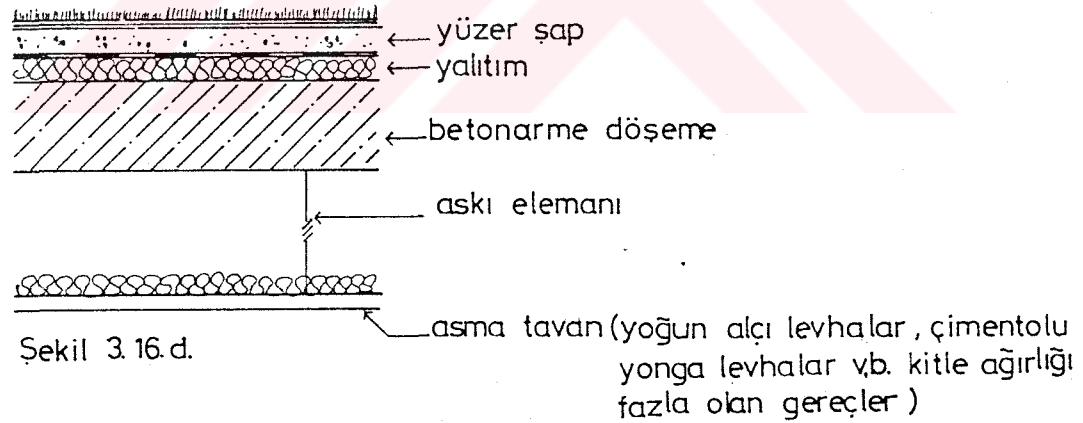 yüzer şap
yalıtım
betonarme döşeme
askı elemanı
asma tavan (yoğun alçı levhalar, çimentolu
yonga levhalar v.b. kitle ağırlığı
fazla olan gereçler)
Şekil 3.16.d.